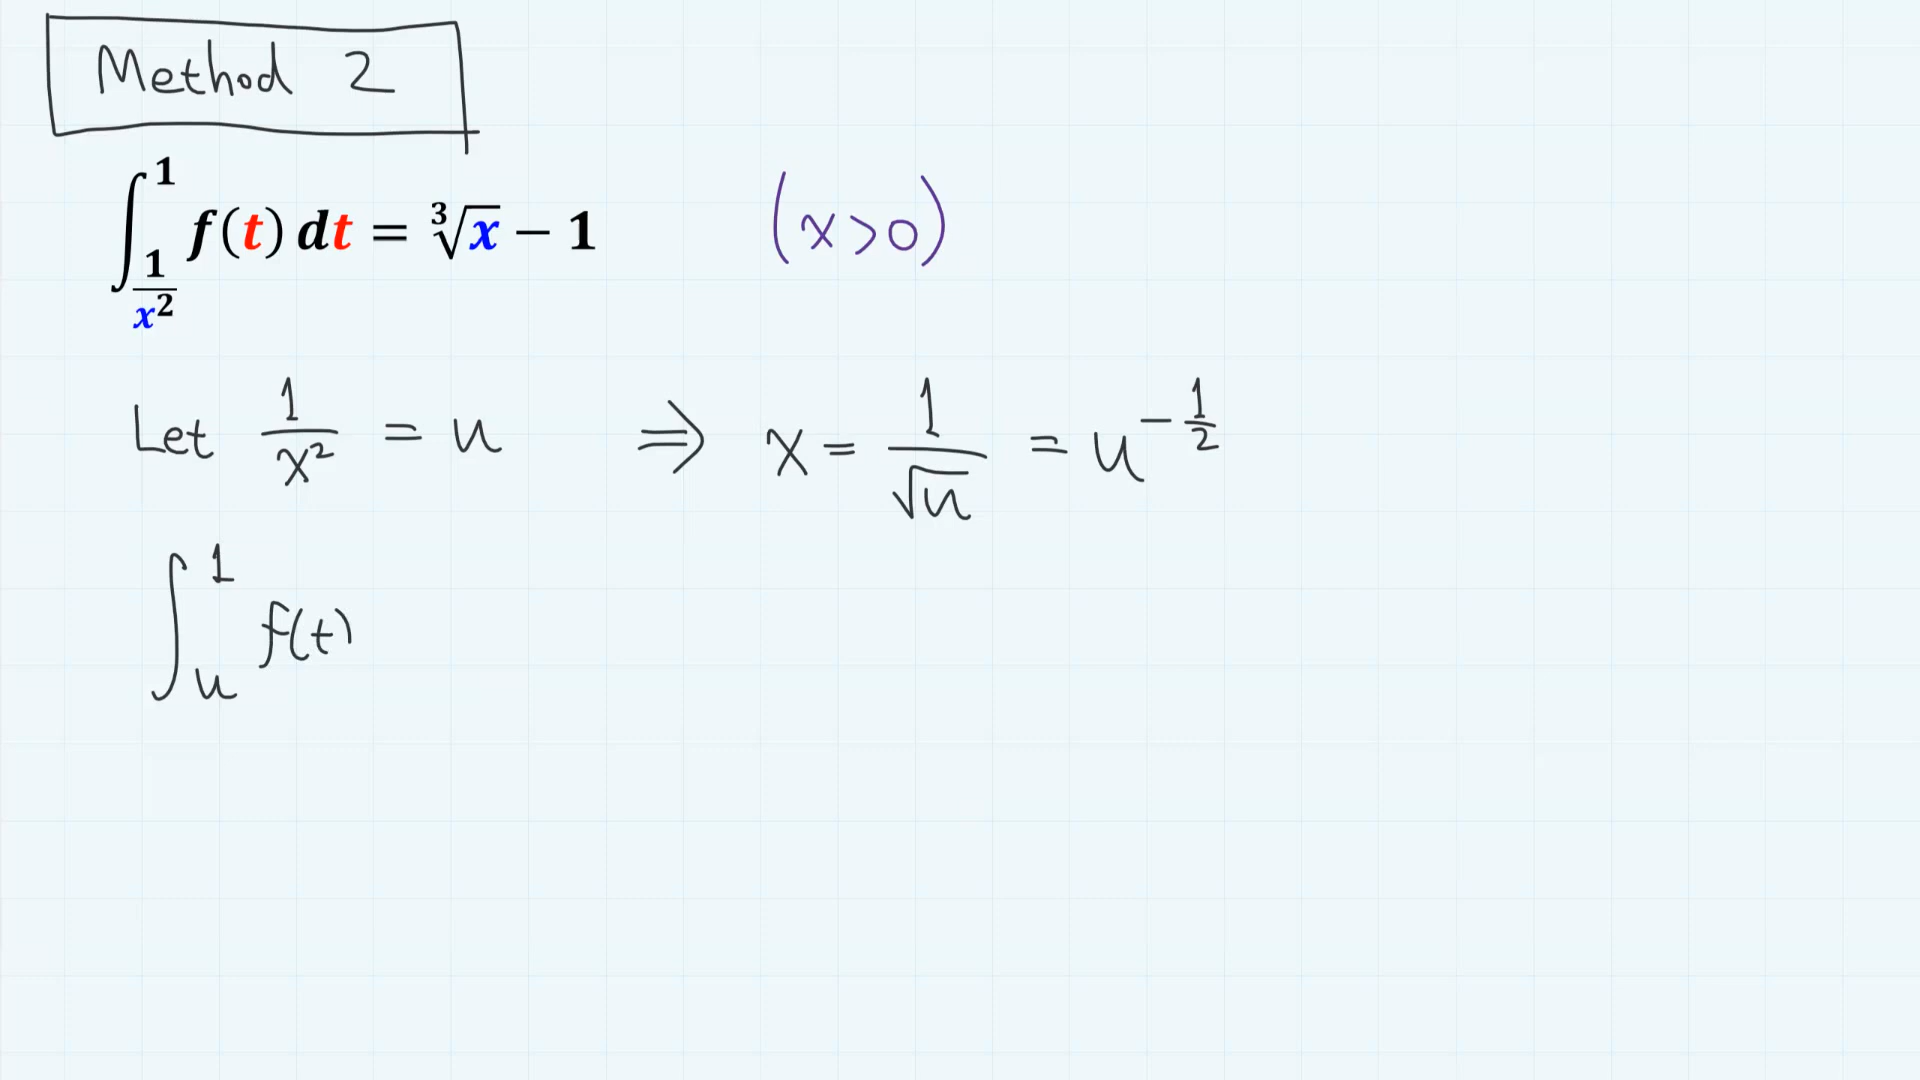 Method 2
∫_{1/x²}^{1} f(t) dt = ∛x − 1 (x>0)
Let 1/x² = u ⇒ x = 1/√u = u^{-1/2}
∫_{u}^{1} f(t)